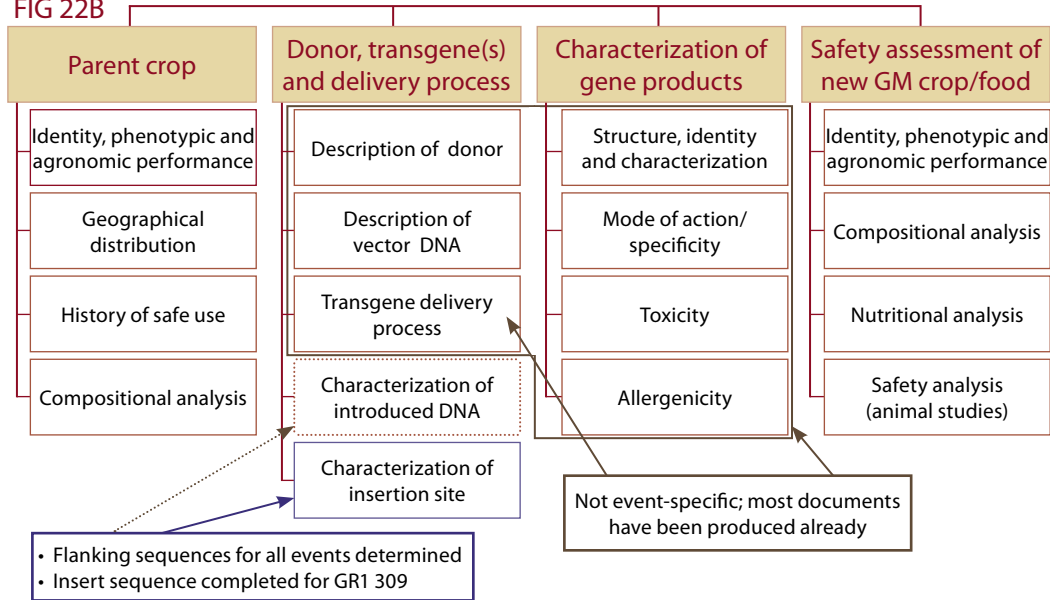 FIG 22B
Parent crop
Identity, phenotypic and
agronomic performance
Geographical
distribution
History of safe use
Compositional analysis
Donor, transgene(s)
and delivery process
Description of donor
Description of
vector DNA
Transgene delivery
process
Characterization of
introduced DNA
Characterization of
insertion site
Characterization of
gene products
Structure, identity
and characterization
Mode of action/
specificity
Toxicity
Allergenicity
Safety assessment of
new GM crop/food
Identity, phenotypic and
agronomic performance
Compositional analysis
Nutritional analysis
Safety analysis
(animal studies)
Not event-specific; most documents
have been produced already
• Flanking sequences for all events determined
• Insert sequence completed for GR1 309